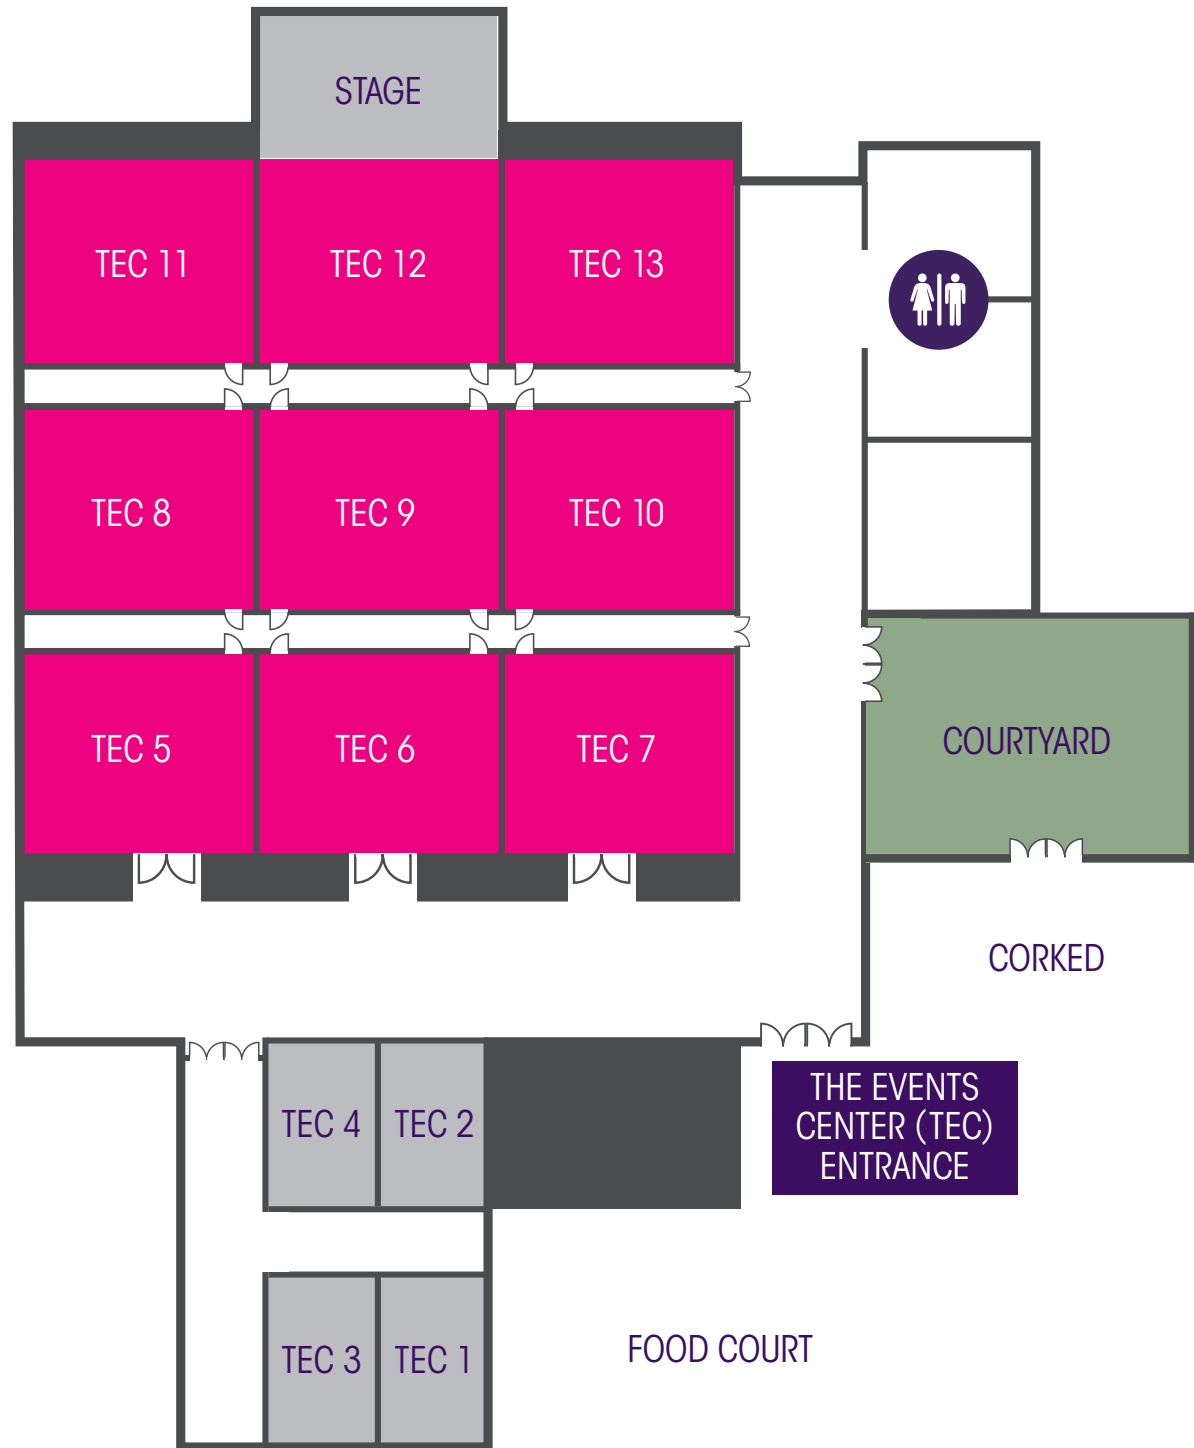 STAGE
TEC 11
TEC 12
TEC 13
TEC 8
TEC 9
TEC 10
TEC 5
TEC 6
TEC 7
COURTYARD
CORKED
THE EVENTS
CENTER (TEC)
ENTRANCE
TEC 4
TEC 2
TEC 3
TEC 1
FOOD COURT